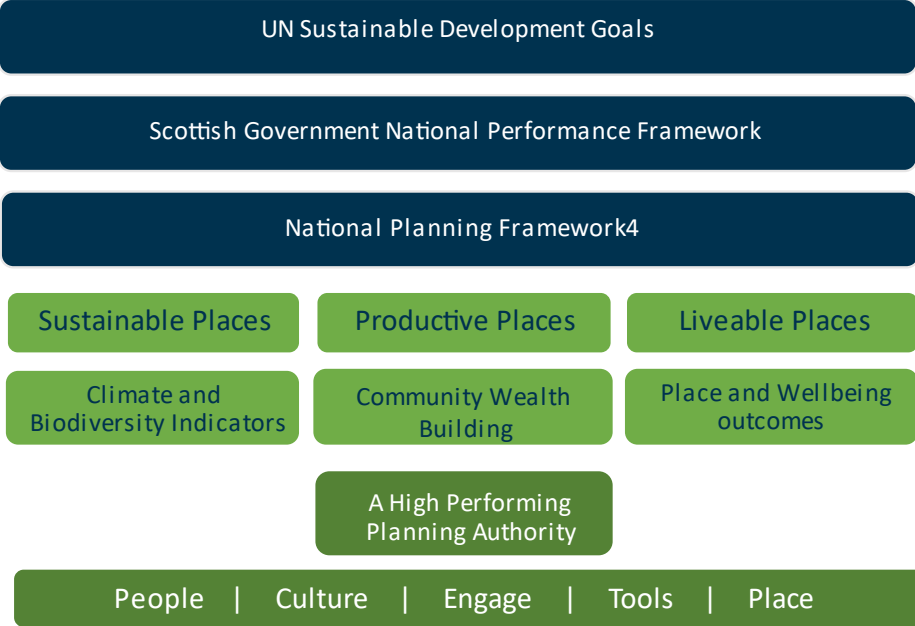 UN Sustainable Development Goals
Scottish Government National Performance Framework
National Planning Framework4
Sustainable Places
Productive Places
Liveable Places
Climate and
Biodiversity Indicators
Community Wealth
Building
Place and Wellbeing
outcomes
A High Performing
Planning Authority
People | Culture | Engage | Tools | Place